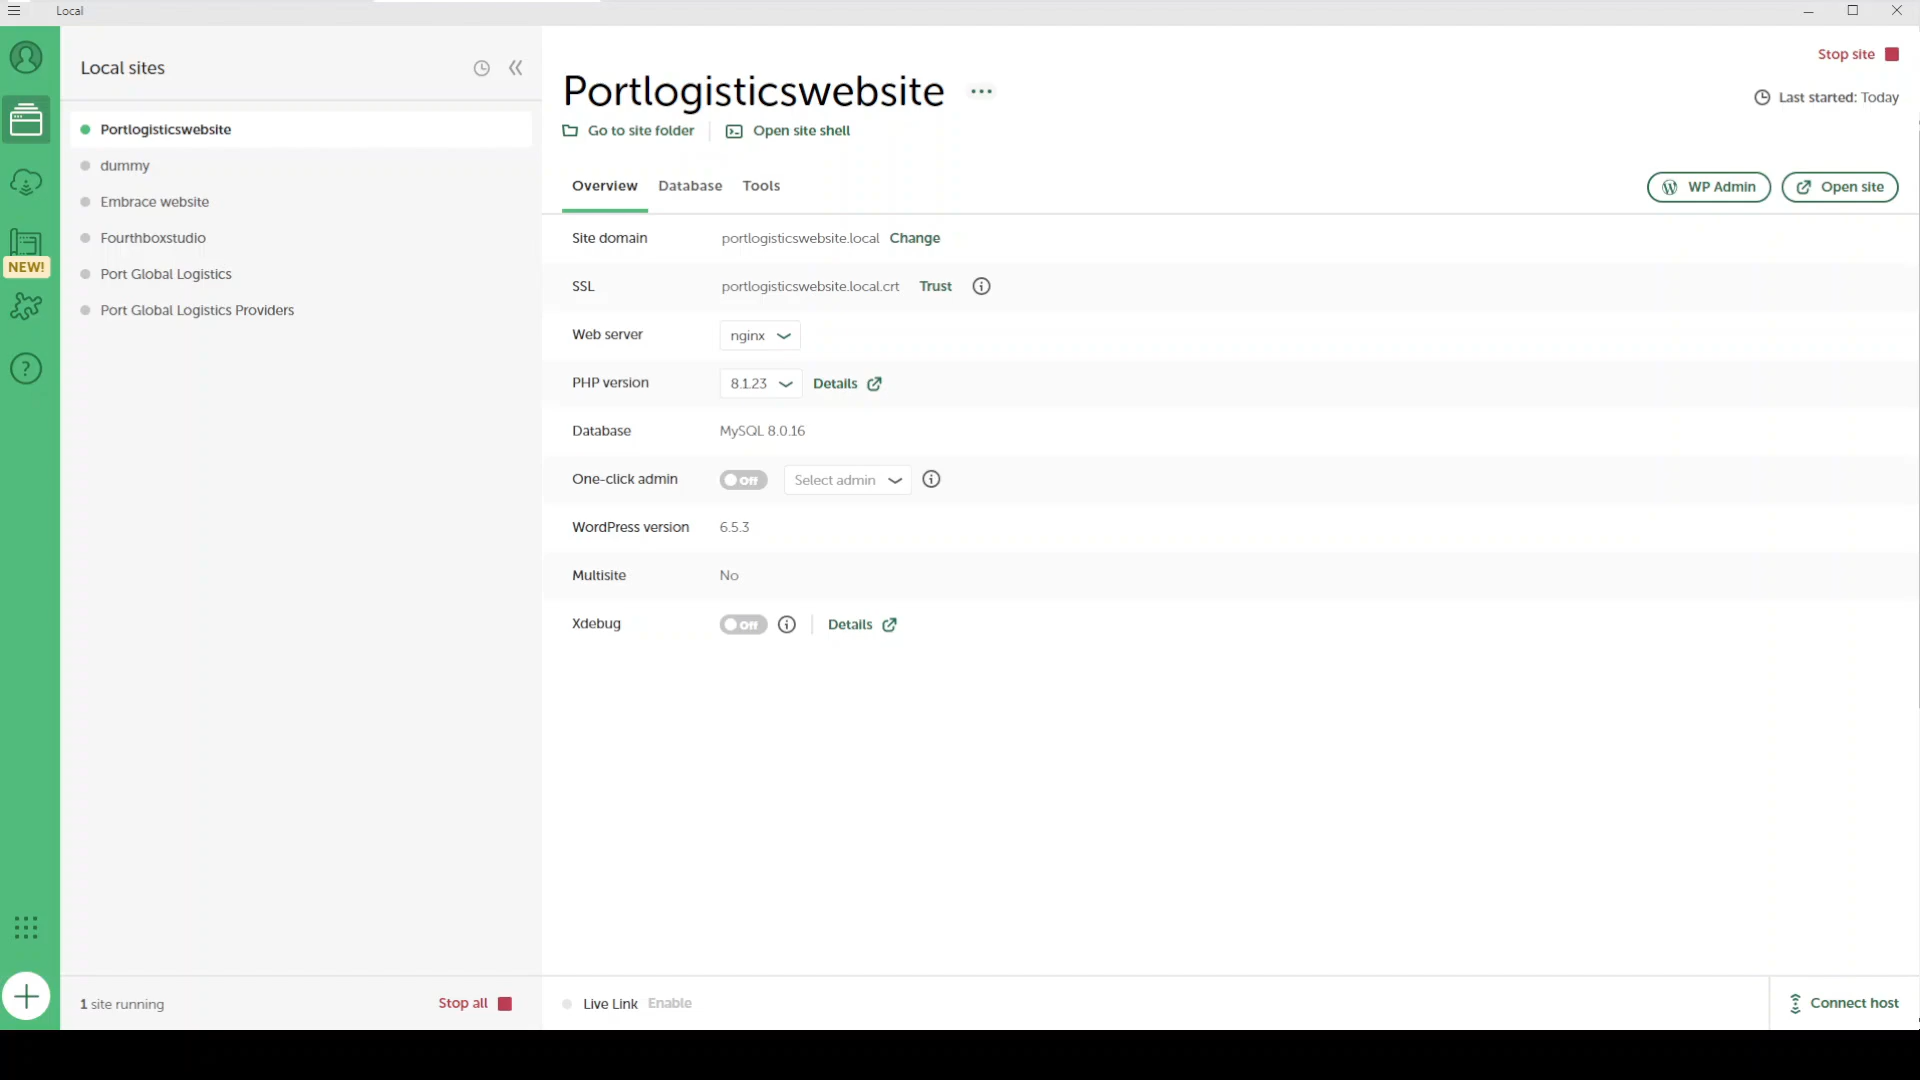 Local
Local sites
Portlogisticswebsite
dummy
Embrace website
Fourthboxstudio
Port Global Logistics
Port Global Logistics Providers
NEW!
?
1 site running
Stop all
Stop site
Portlogisticswebsite ...
Last started: Today
Go to site folder
Open site shell
Overview Database Tools
WP Admin
Open site
Site domain portlogisticswebsite.local Change
SSL portlogisticswebsite.local.crt Trust
Web server nginx
PHP version 8.1.23 Details
Database MySQL 8.0.16
One-click admin Off Select admin
WordPress version 6.5.3
Multisite No
Xdebug Off Details
Live Link Enable
Connect host